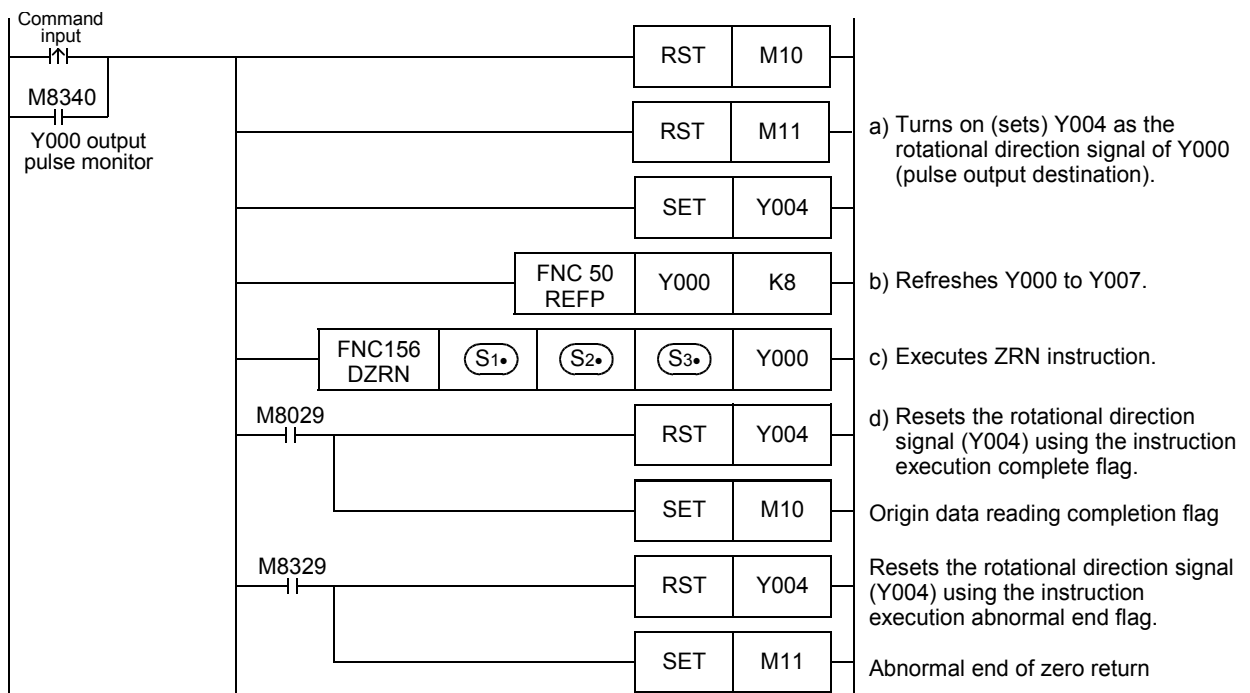 Command
input
RST M10
M8340
Y000 output
pulse monitor
RST M11
a) Turns on (sets) Y004 as the
rotational direction signal of Y000
(pulse output destination).
SET Y004
FNC 50
REFP
Y000 K8
b) Refreshes Y000 to Y007.
FNC156
DZRN
S1• S2• S3• Y000
c) Executes ZRN instruction.
M8029
RST Y004
d) Resets the rotational direction
signal (Y004) using the instruction
execution complete flag.
SET M10
Origin data reading completion flag
M8329
RST Y004
Resets the rotational direction signal
(Y004) using the instruction
execution abnormal end flag.
SET M11
Abnormal end of zero return